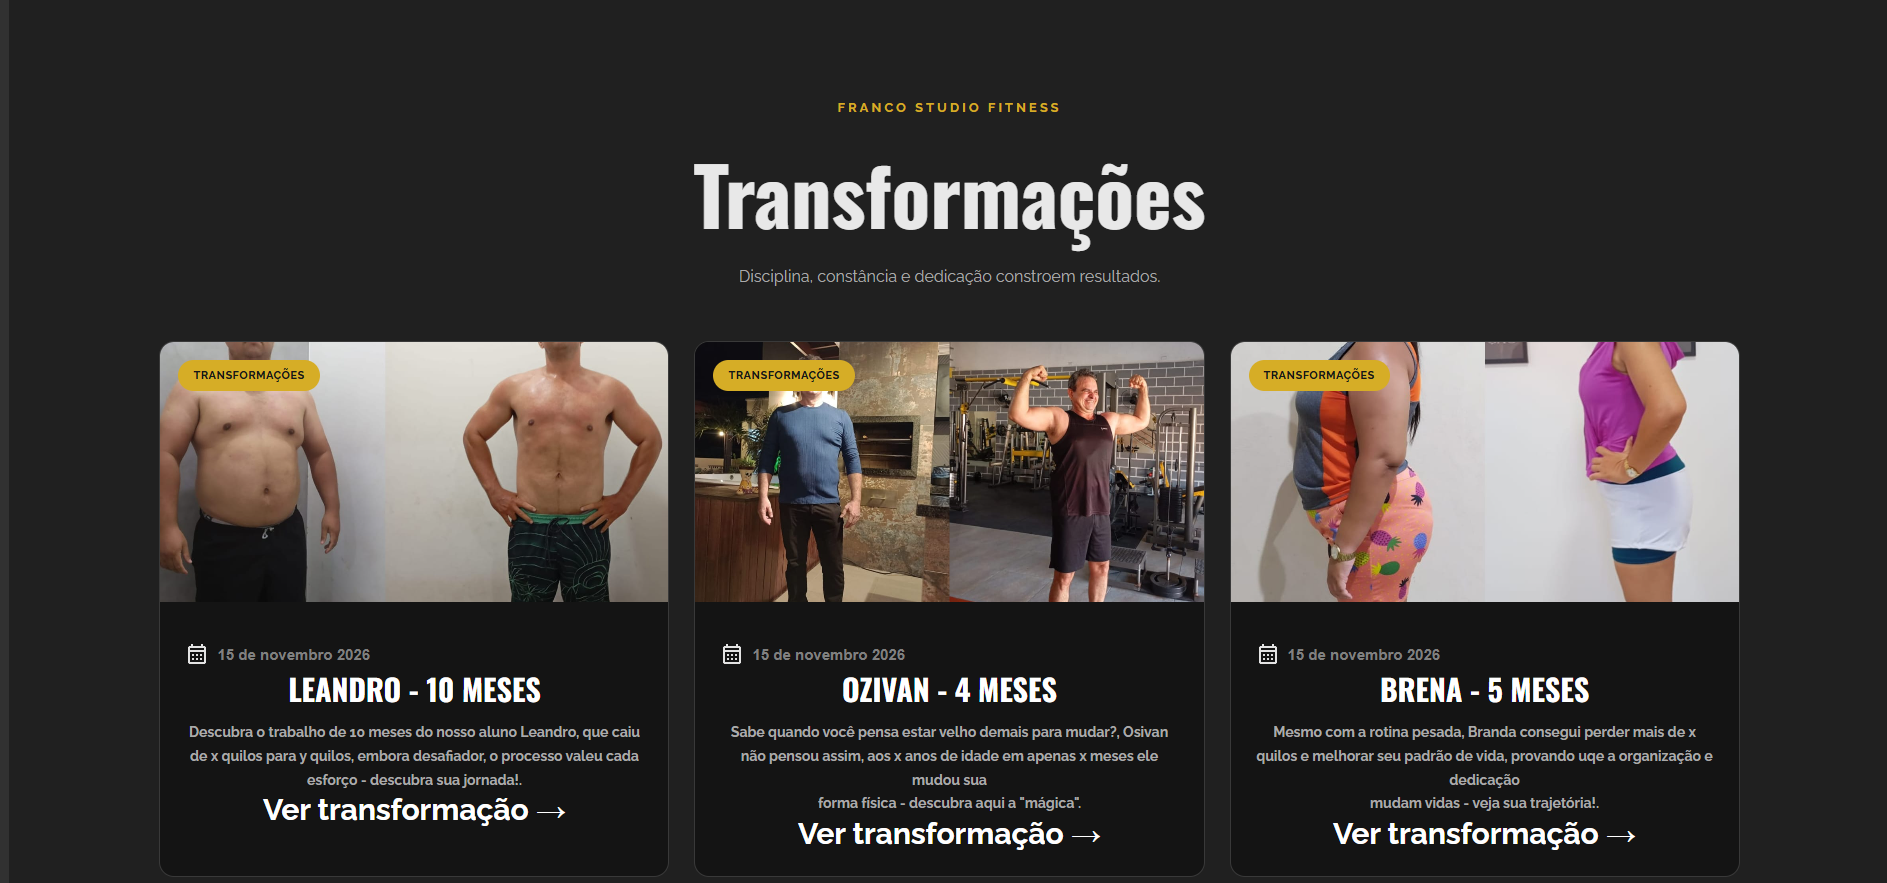 FRANCO STUDIO FITNESS
Transformações
Disciplina, constância e dedicação constroem resultados.
TRANSFORMAÇÕES
15 de novembro 2026
LEANDRO - 10 MESES
Descubra o trabalho de 10 meses do nosso aluno Leandro, que caiu
de x quilos para y quilos, embora desafiador, o processo valeu cada
esforço - descubra sua jornada!.
Ver transformação →
TRANSFORMAÇÕES
15 de novembro 2026
OZIVAN - 4 MESES
Sabe quando você pensa estar velho demais para mudar?, Osivan
não pensou assim, aos x anos de idade em apenas x meses ele
mudou sua
forma física - descubra aqui a "mágica".
Ver transformação →
TRANSFORMAÇÕES
15 de novembro 2026
BRENA - 5 MESES
Mesmo com a rotina pesada, Branda consegui perder mais de x
quilos e melhorar seu padrão de vida, provando uqe a organização e
dedicação
mudam vidas - veja sua trajetória!.
Ver transformação →